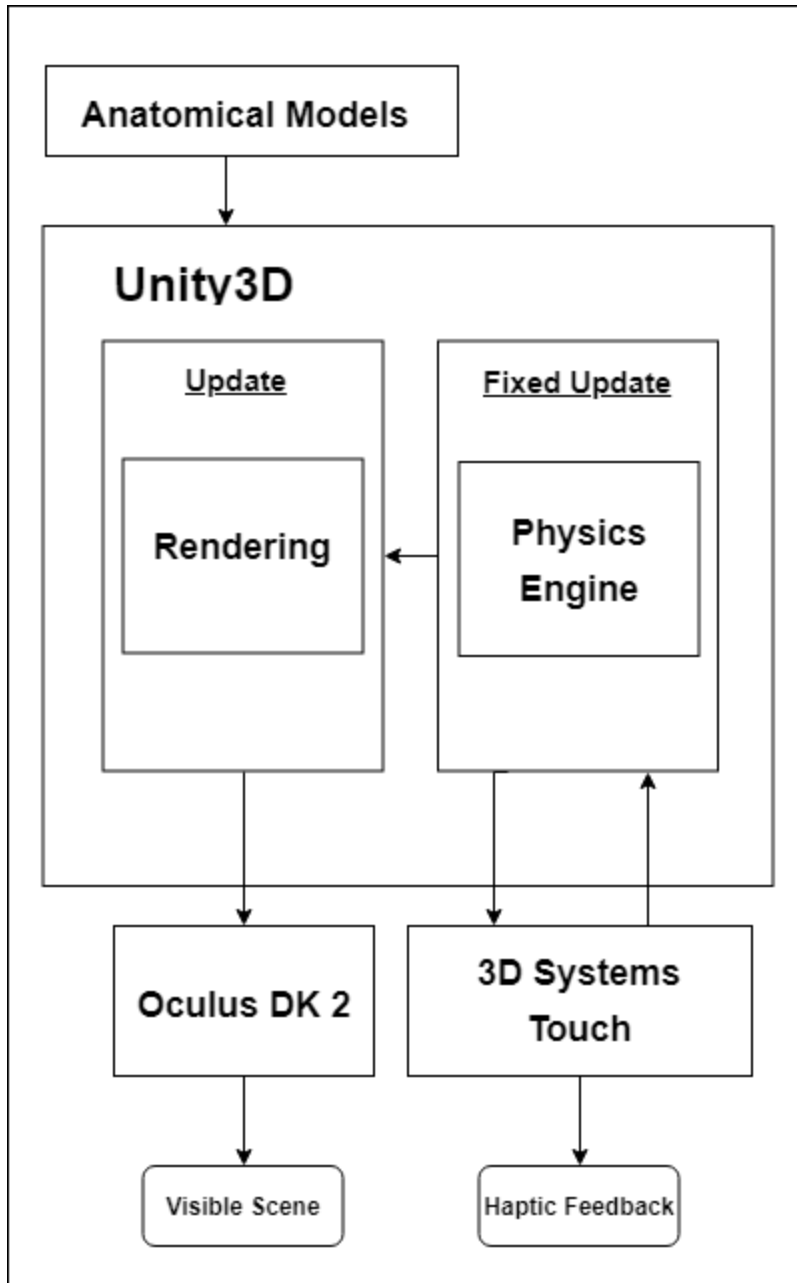 Anatomical Models
Unity3D
Update
Rendering
Fixed Update
Physics
Engine
Oculus DK 2
3D Systems
Touch
Visible Scene
Haptic Feedback